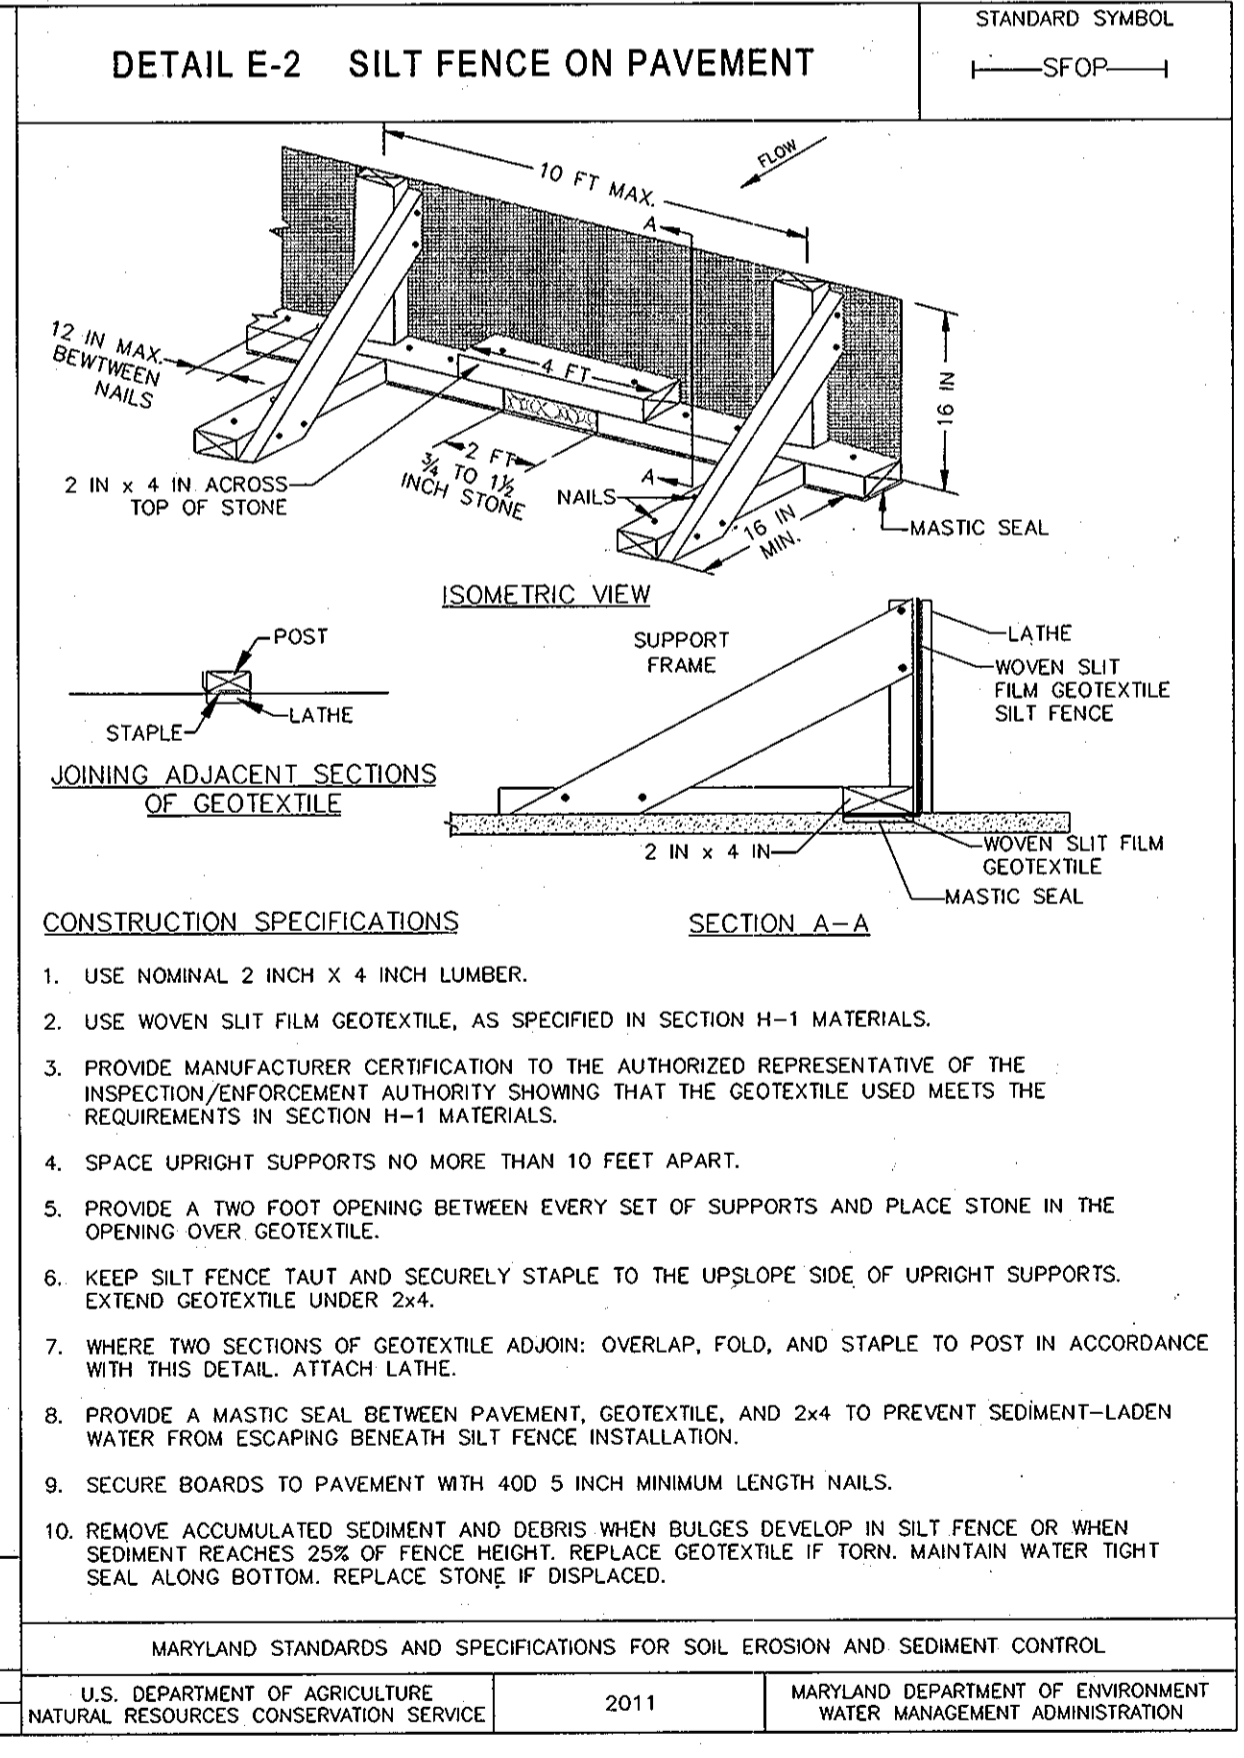 DETAIL E-2 SILT FENCE ON PAVEMENT
STANDARD SYMBOL
SFOP
FLOW
10 FT MAX.
A
12 IN MAX.
BEWTWEEN
NAILS
4 FT
16 IN
2 FT
3/4 TO 1 1/2
INCH STONE
2 IN x 4 IN ACROSS
TOP OF STONE
NAILS
A
16 IN
MIN.
MASTIC SEAL
ISOMETRIC VIEW
POST
LATHE
STAPLE
JOINING ADJACENT SECTIONS
OF GEOTEXTILE
SUPPORT
FRAME
LATHE
WOVEN SLIT
FILM GEOTEXTILE
SILT FENCE
2 IN x 4 IN
WOVEN SLIT FILM
GEOTEXTILE
MASTIC SEAL
SECTION A-A
CONSTRUCTION SPECIFICATIONS
1. USE NOMINAL 2 INCH X 4 INCH LUMBER.
2. USE WOVEN SLIT FILM GEOTEXTILE, AS SPECIFIED IN SECTION H-1 MATERIALS.
3. PROVIDE MANUFACTURER CERTIFICATION TO THE AUTHORIZED REPRESENTATIVE OF THE
INSPECTION/ENFORCEMENT AUTHORITY SHOWING THAT THE GEOTEXTILE USED MEETS THE
REQUIREMENTS IN SECTION H-1 MATERIALS.
4. SPACE UPRIGHT SUPPORTS NO MORE THAN 10 FEET APART.
5. PROVIDE A TWO FOOT OPENING BETWEEN EVERY SET OF SUPPORTS AND PLACE STONE IN THE
OPENING OVER GEOTEXTILE.
6. KEEP SILT FENCE TAUT AND SECURELY STAPLE TO THE UPSLOPE SIDE OF UPRIGHT SUPPORTS.
EXTEND GEOTEXTILE UNDER 2x4.
7. WHERE TWO SECTIONS OF GEOTEXTILE ADJOIN: OVERLAP, FOLD, AND STAPLE TO POST IN ACCORDANCE
WITH THIS DETAIL. ATTACH LATHE.
8. PROVIDE A MASTIC SEAL BETWEEN PAVEMENT, GEOTEXTILE, AND 2x4 TO PREVENT SEDIMENT-LADEN
WATER FROM ESCAPING BENEATH SILT FENCE INSTALLATION.
9. SECURE BOARDS TO PAVEMENT WITH 40D 5 INCH MINIMUM LENGTH NAILS.
10. REMOVE ACCUMULATED SEDIMENT AND DEBRIS WHEN BULGES DEVELOP IN SILT FENCE OR WHEN
SEDIMENT REACHES 25% OF FENCE HEIGHT. REPLACE GEOTEXTILE IF TORN. MAINTAIN WATER TIGHT
SEAL ALONG BOTTOM. REPLACE STONE IF DISPLACED.
MARYLAND STANDARDS AND SPECIFICATIONS FOR SOIL EROSION AND SEDIMENT CONTROL
U.S. DEPARTMENT OF AGRICULTURE
NATURAL RESOURCES CONSERVATION SERVICE
2011
MARYLAND DEPARTMENT OF ENVIRONMENT
WATER MANAGEMENT ADMINISTRATION